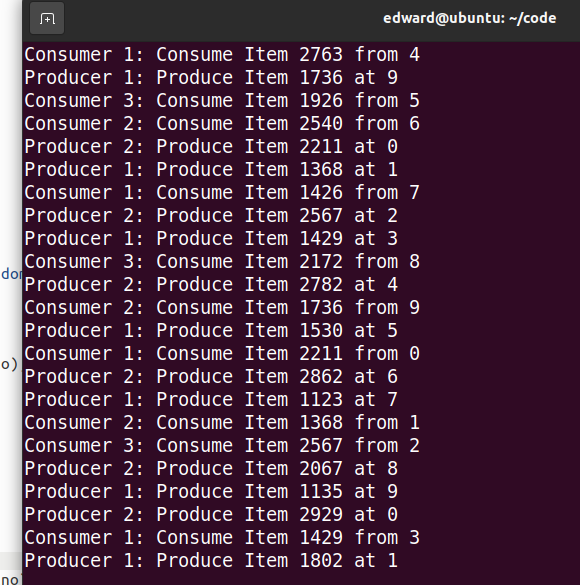 edward@ubuntu: ~/code
Consumer 1: Consume Item 2763 from 4
Producer 1: Produce Item 1736 at 9
Consumer 3: Consume Item 1926 from 5
Consumer 2: Consume Item 2540 from 6
Producer 2: Produce Item 2211 at 0
Producer 1: Produce Item 1368 at 1
Consumer 1: Consume Item 1426 from 7
Producer 2: Produce Item 2567 at 2
Producer 1: Produce Item 1429 at 3
Consumer 3: Consume Item 2172 from 8
don
Producer 2: Produce Item 2782 at 4
Consumer 2: Consume Item 1736 from 9
Producer 1: Produce Item 1530 at 5
Consumer 1: Consume Item 2211 from 0
o)
Producer 2: Produce Item 2862 at 6
Producer 1: Produce Item 1123 at 7
Consumer 2: Consume Item 1368 from 1
Consumer 3: Consume Item 2567 from 2
Producer 2: Produce Item 2067 at 8
Producer 1: Produce Item 1135 at 9
Producer 2: Produce Item 2929 at 0
Consumer 1: Consume Item 1429 from 3
Producer 1: Produce Item 1802 at 1
no